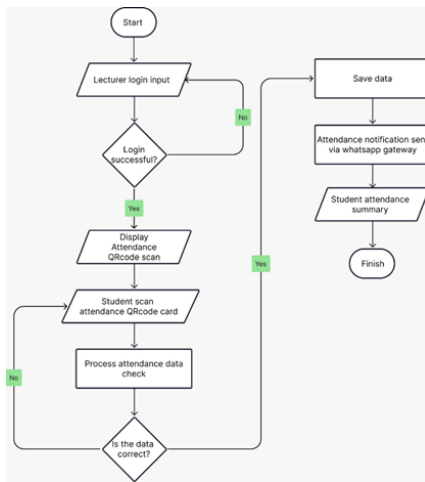 Start
Lecturer login input
No
Login
successful?
Yes
Display
Attendance
QRcode scan
Student scan
attendance QRcode card
No
Process attendance data
check
Is the data
correct?
Yes
Save data
Attendance notification sen
via whatsapp gateway
Student attendance
summary
Finish